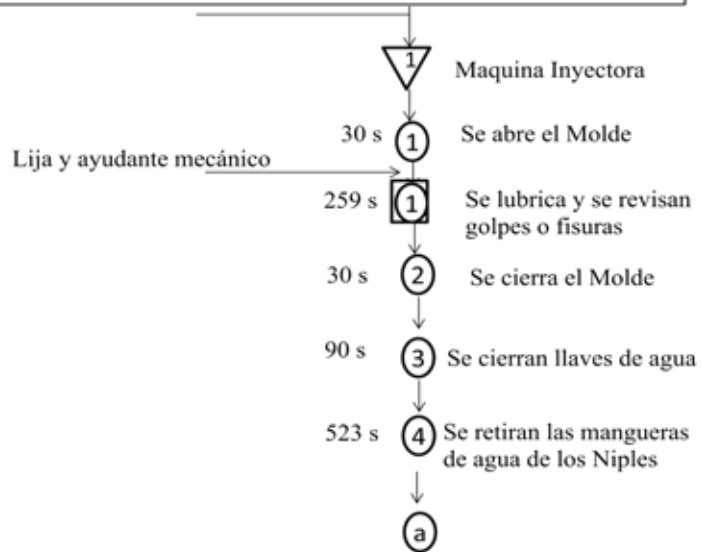 1
Maquina Inyectora
30 s
1
Se abre el Molde
Lija y ayudante mecánico
259 s
1
Se lubrica y se revisan
golpes o fisuras
30 s
2
Se cierra el Molde
90 s
3
Se cierran llaves de agua
523 s
4
Se retiran las mangueras
de agua de los Niples
a